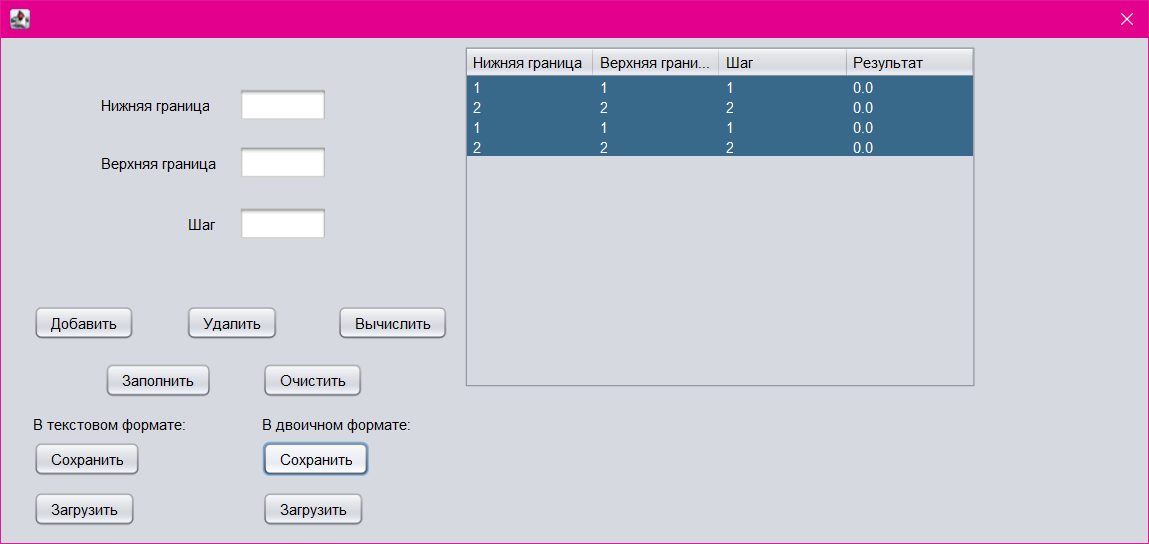 Нижняя граница
Верхняя граница
Шаг
Добавить Удалить Вычислить
Заполнить Очистить
В текстовом формате: В двоичном формате:
Сохранить Сохранить
Загрузить Загрузить
Нижняя граница Верхняя грани... Шаг Результат
1 1 1 0.0
2 2 2 0.0
1 1 1 0.0
2 2 2 0.0